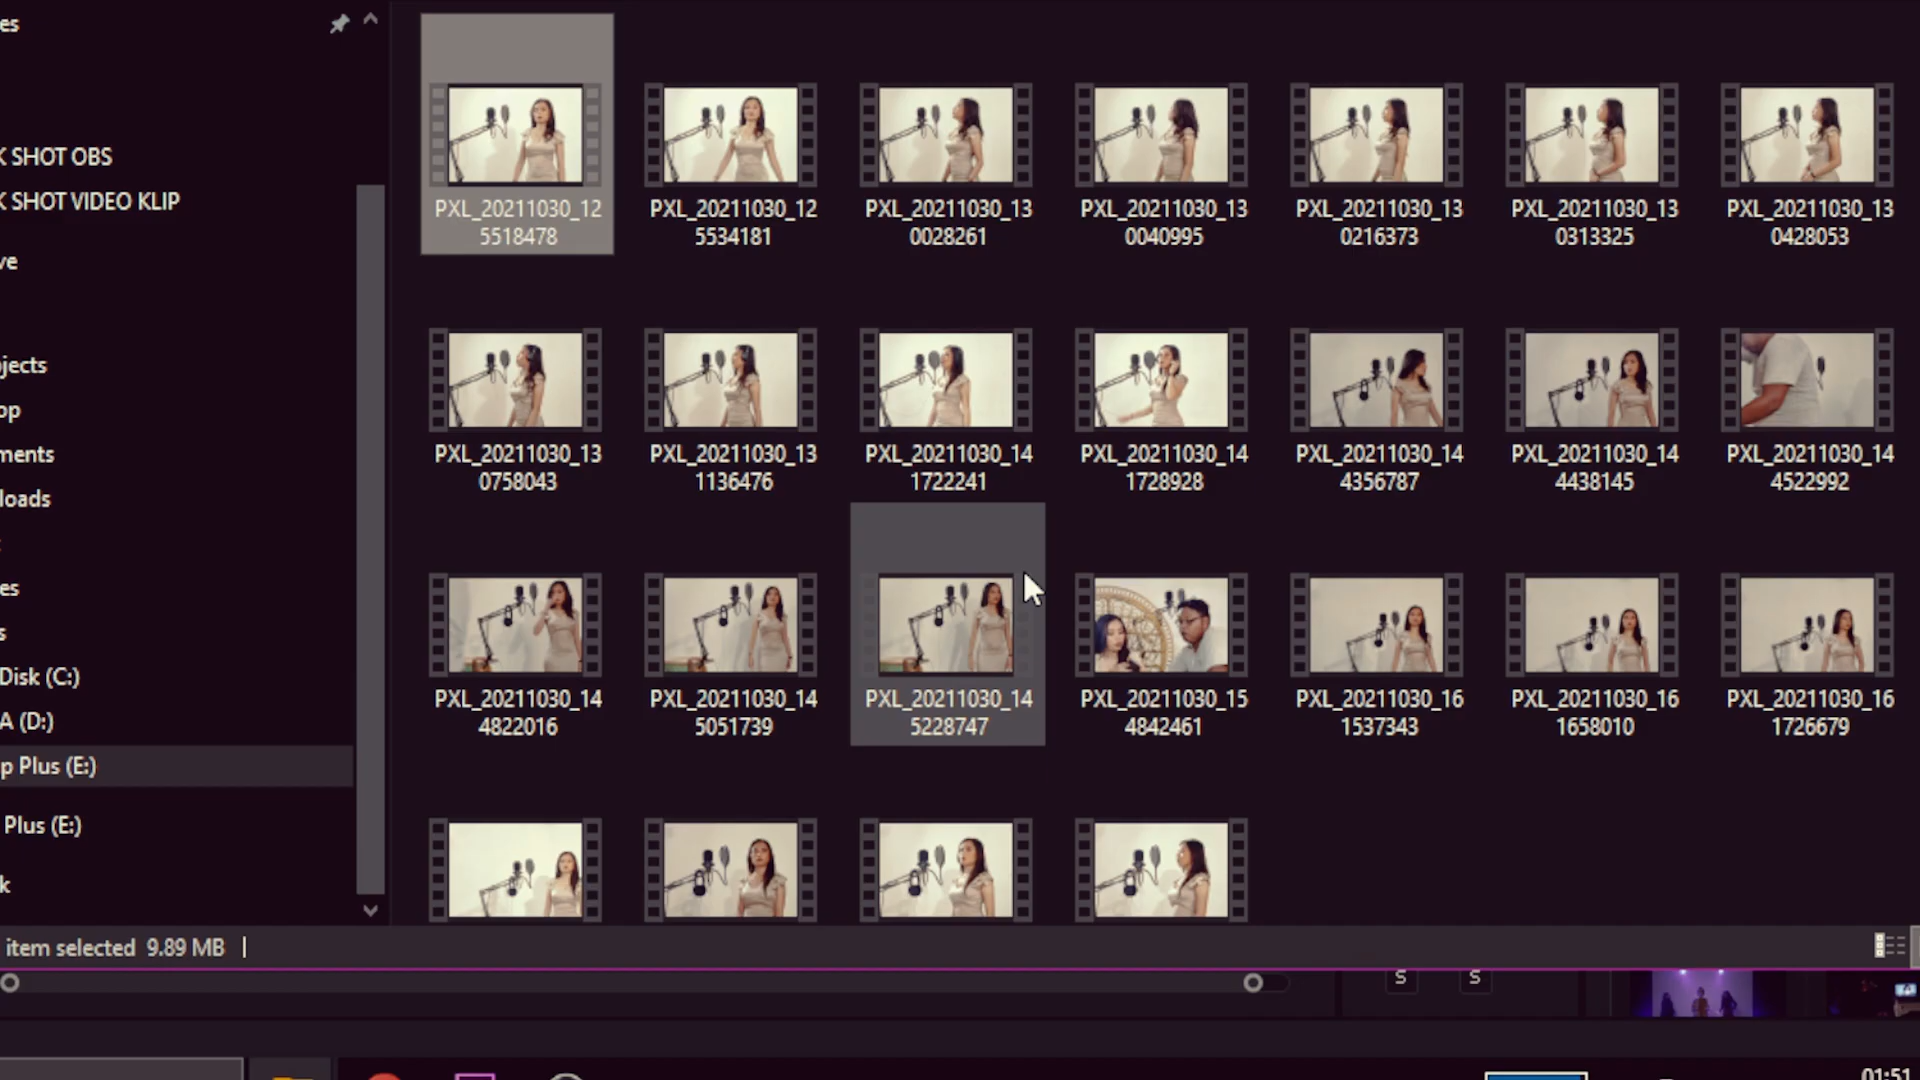 es
K SHOT OBS
K SHOT VIDEO KLIP
ve
jects
op
ments
loads
es
s
Disk (C:)
A (D:)
p Plus (E:)
Plus (E:)
k
PXL_20211030_12
5518478
PXL_20211030_12
5534181
PXL_20211030_13
0028261
PXL_20211030_13
0040995
PXL_20211030_13
0216373
PXL_20211030_13
0313325
PXL_20211030_13
0428053
PXL_20211030_13
0758043
PXL_20211030_13
1136476
PXL_20211030_14
1722241
PXL_20211030_14
1728928
PXL_20211030_14
4356787
PXL_20211030_14
4438145
PXL_20211030_14
4522992
PXL_20211030_14
4822016
PXL_20211030_14
5051739
PXL_20211030_14
5228747
PXL_20211030_15
4842461
PXL_20211030_16
1537343
PXL_20211030_16
1658010
PXL_20211030_16
1726679
item selected 9.89 MB
S
S
01:51